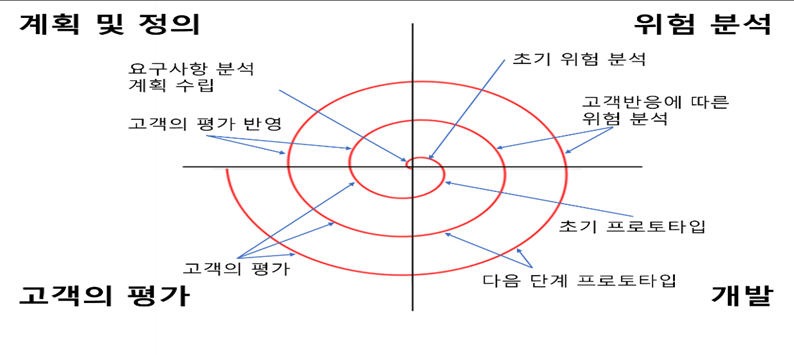 계획 및 정의
위험 분석
요구사항 분석
계획 수립
초기 위험 분석
고객의 평가 반영
고객반응에 따른
위험 분석
초기 프로토타입
고객의 평가
다음 단계 프로토타입
고객의 평가
개발